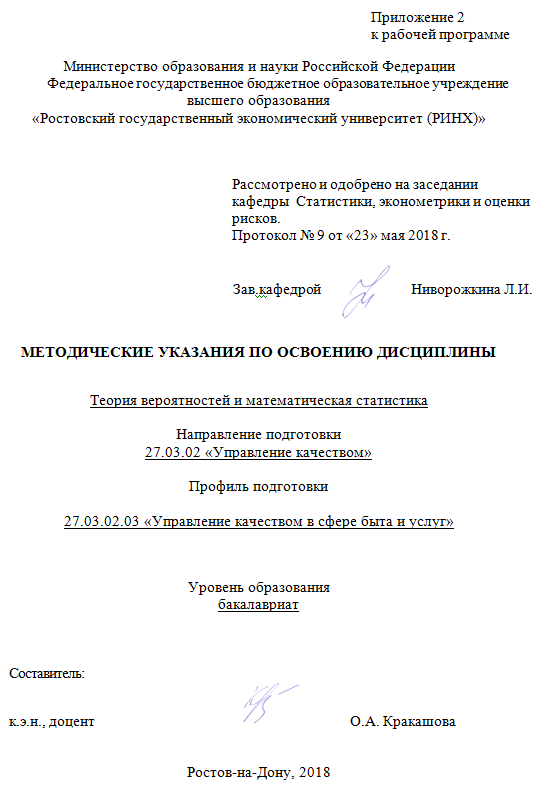 Приложение 2
к рабочей программе
Министерство образования и науки Российской Федерации
Федеральное государственное бюджетное образовательное учреждение
высшего образования
«Ростовский государственный экономический университет (РИНХ)»
Рассмотрено и одобрено на заседании
кафедры Статистики, эконометрики и оценки
рисков.
Протокол № 9 от «23» мая 2018 г.
Зав.кафедрой Ниворожкина Л.И.
МЕТОДИЧЕСКИЕ УКАЗАНИЯ ПО ОСВОЕНИЮ ДИСЦИПЛИНЫ
Теория вероятностей и математическая статистика
Направление подготовки
27.03.02 «Управление качеством»
Профиль подготовки
27.03.02.03 «Управление качеством в сфере быта и услуг»
Уровень образования
бакалавриат
Составитель:
к.э.н., доцент О.А. Кракашова
Ростов-на-Дону, 2018